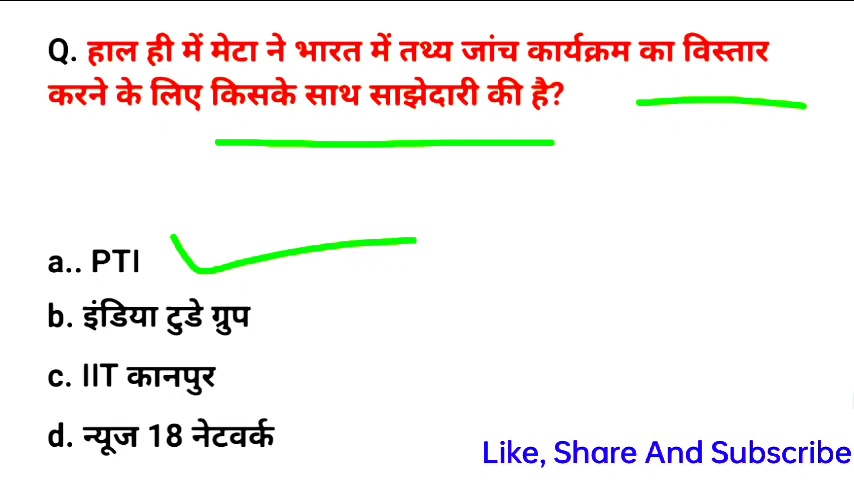 Q. हाल ही में मेटा ने भारत में तथ्य जांच कार्यक्रम का विस्तार
करने के लिए किसके साथ साझेदारी की है?
a.. PTI
b. इंडिया टुडे ग्रुप
c. IIT कानपुर
d. न्यूज 18 नेटवर्क
Like, Share And Subscribe